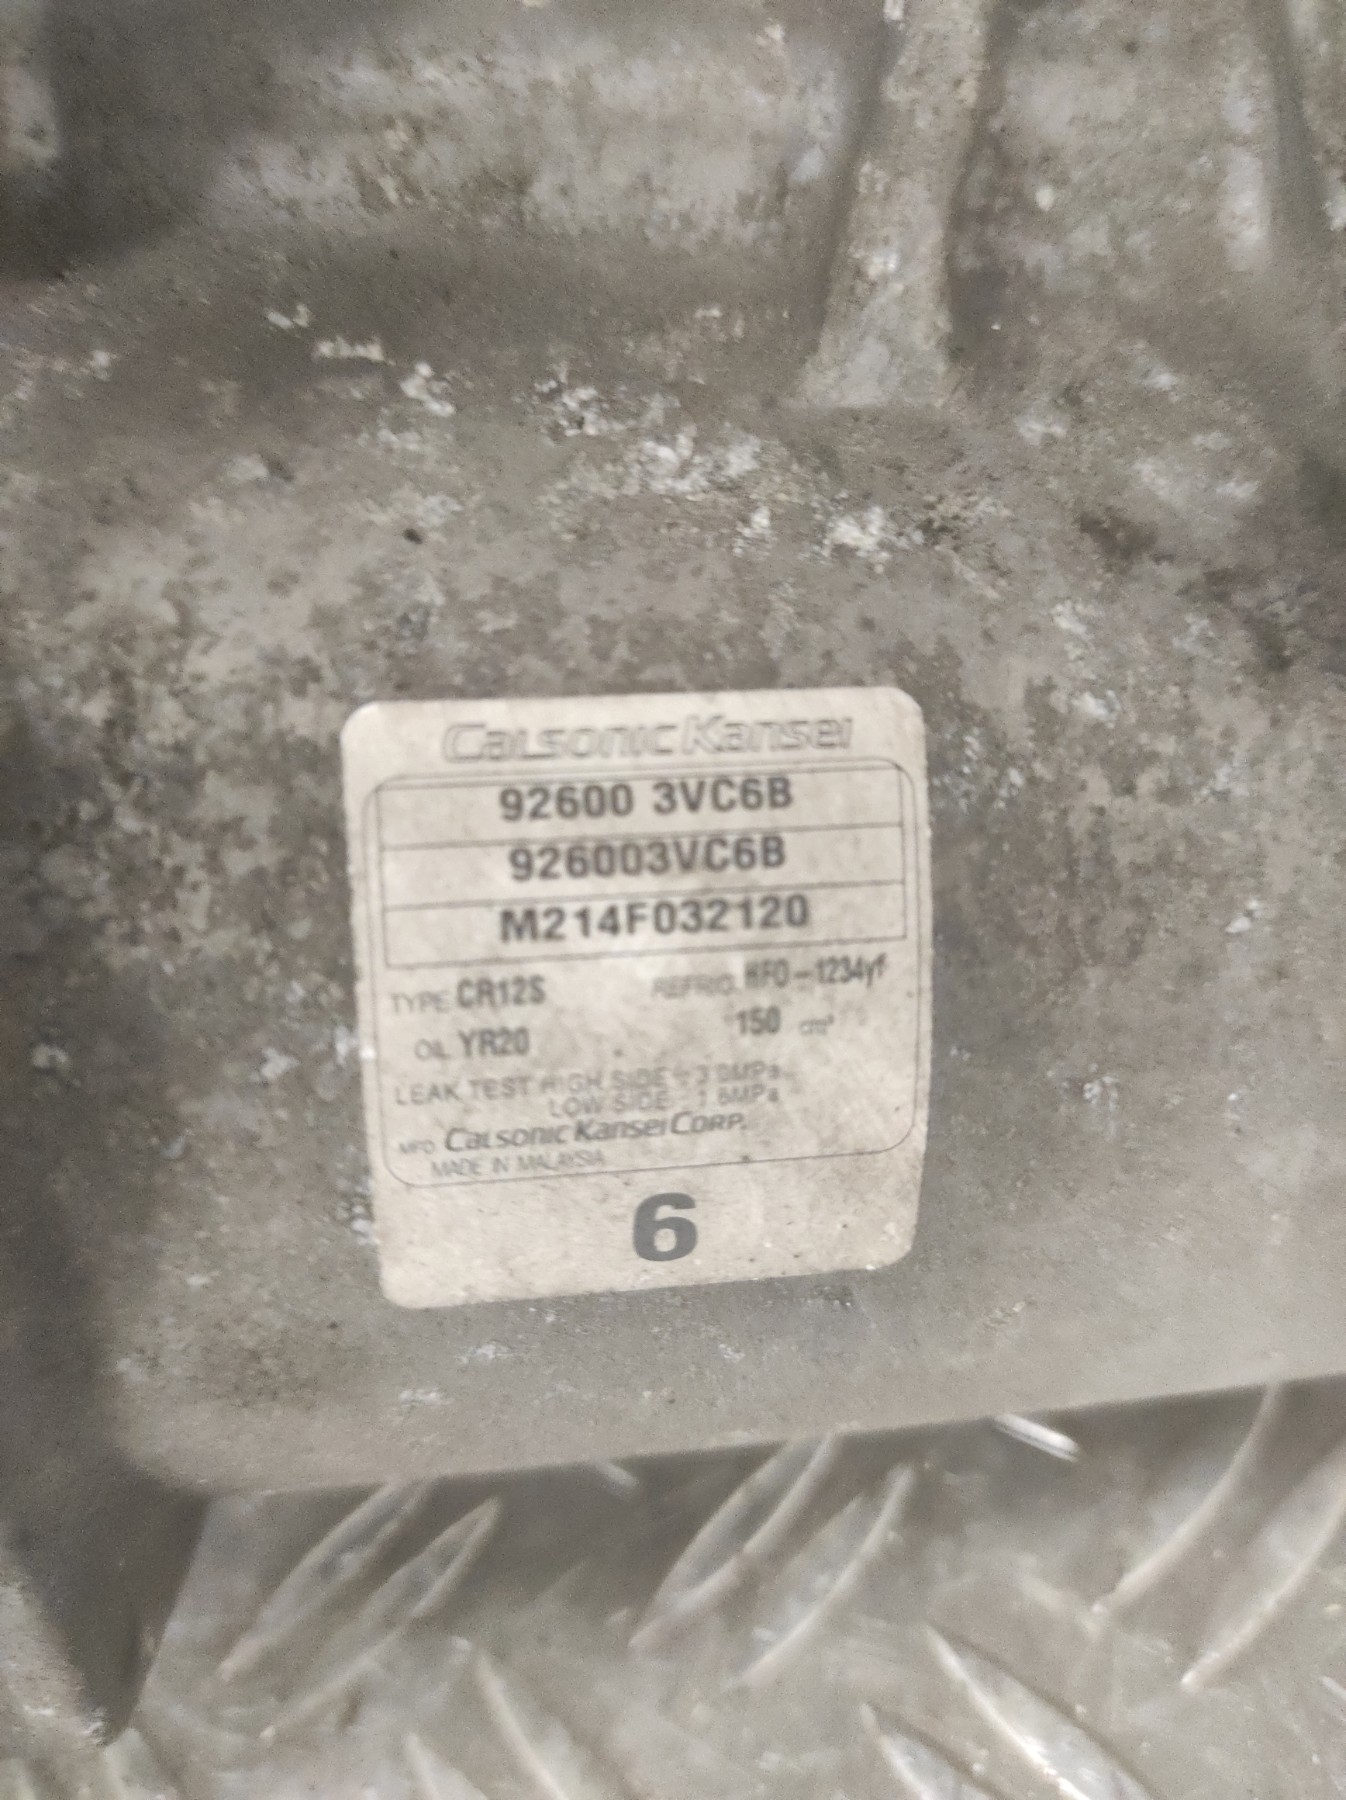 Calsonic Kansei
92600 3VC6B
926003VC6B
M214F032120
TYPE CR12S REFRIG. HFO-1234yf
OIL YR20 150 cm³
LEAK TEST HIGH SIDE
LOW SIDE
MFD Calsonic Kansei Corp.
MADE IN MALAYSIA
6